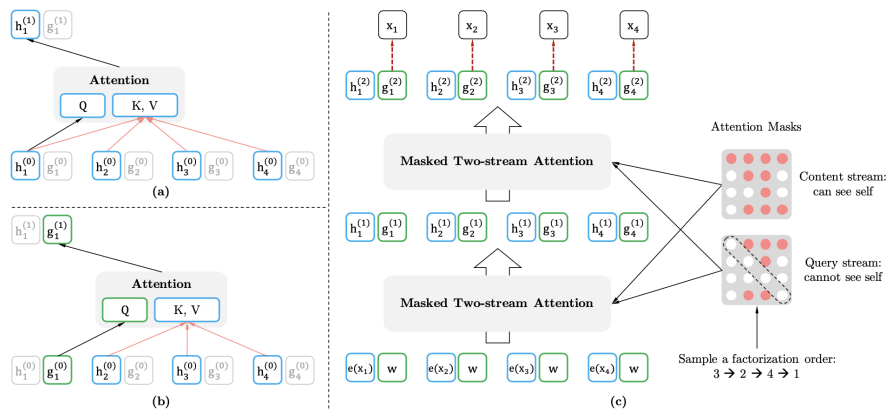 h₁⁽¹⁾ g₁⁽¹⁾
Attention
Q K, V
h₁⁽⁰⁾ g₁⁽⁰⁾ h₂⁽⁰⁾ g₂⁽⁰⁾ h₃⁽⁰⁾ g₃⁽⁰⁾ h₄⁽⁰⁾ g₄⁽⁰⁾
(a)
h₁⁽¹⁾ g₁⁽¹⁾
Attention
Q K, V
h₁⁽⁰⁾ g₁⁽⁰⁾ h₂⁽⁰⁾ g₂⁽⁰⁾ h₃⁽⁰⁾ g₃⁽⁰⁾ h₄⁽⁰⁾ g₄⁽⁰⁾
(b)
x₁ x₂ x₃ x₄
h₁⁽²⁾ g₁⁽²⁾ h₂⁽²⁾ g₂⁽²⁾ h₃⁽²⁾ g₃⁽²⁾ h₄⁽²⁾ g₄⁽²⁾
Masked Two-stream Attention
h₁⁽¹⁾ g₁⁽¹⁾ h₂⁽¹⁾ g₂⁽¹⁾ h₃⁽¹⁾ g₃⁽¹⁾ h₄⁽¹⁾ g₄⁽¹⁾
Masked Two-stream Attention
e(x₁) w e(x₂) w e(x₃) w e(x₄) w
(c)
Attention Masks
Content stream:
can see self
Query stream:
cannot see self
Sample a factorization order:
3 → 2 → 4 → 1